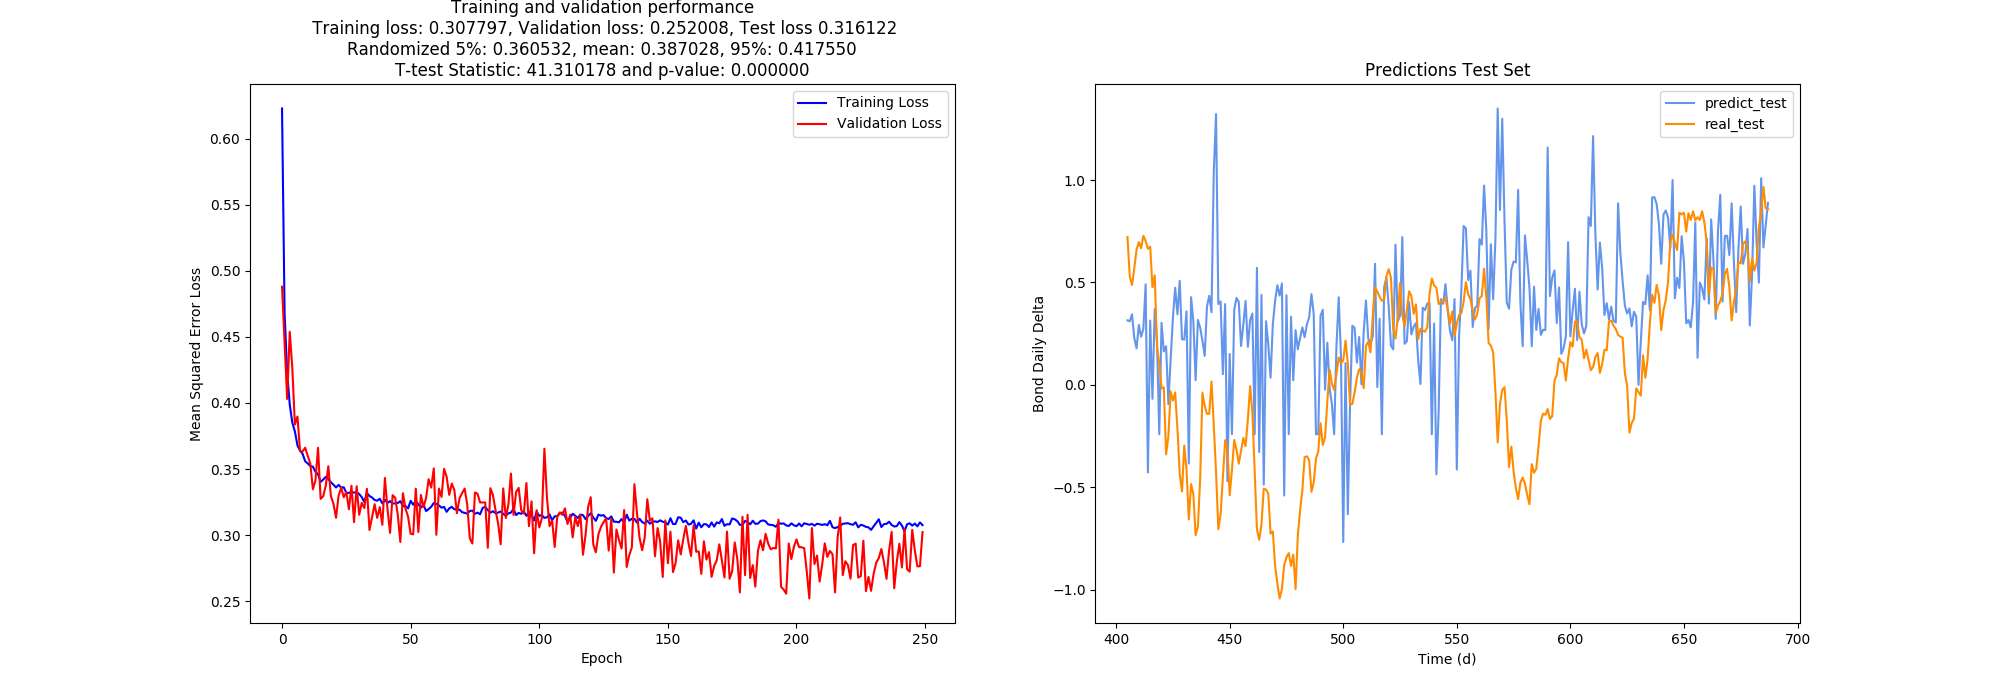 Training and validation performance
Training loss: 0.307797, Validation loss: 0.252008, Test loss 0.316122
Randomized 5%: 0.360532, mean: 0.387028, 95%: 0.417550
T-test Statistic: 41.310178 and p-value: 0.000000
Training Loss
Validation Loss
0.60
0.55
0.50
0.45
0.40
0.35
0.30
0.25
Mean Squared Error Loss
0 50 100 150 200 250
Epoch
Predictions Test Set
predict_test
real_test
1.0
0.5
0.0
−0.5
−1.0
Bond Daily Delta
400 450 500 550 600 650 700
Time (d)